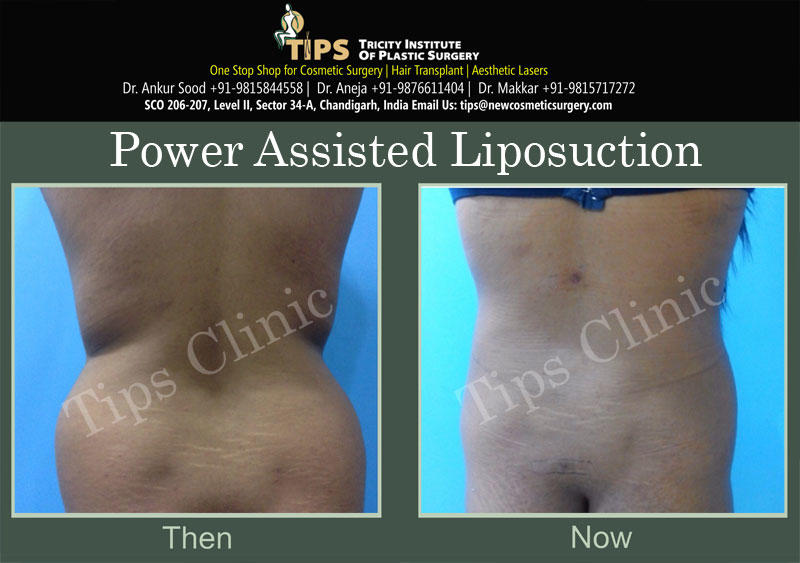 TIPS TRICITY INSTITUTE
OF PLASTIC SURGERY
One Stop Shop for Cosmetic Surgery | Hair Transplant | Aesthetic Lasers
Dr. Ankur Sood +91-9815844558 | Dr. Aneja +91-9876611404 | Dr. Makkar +91-9815717272
SCO 206-207, Level II, Sector 34-A, Chandigarh, India Email Us: tips@newcosmeticsurgery.com
Power Assisted Liposuction
Tips Clinic
Tips Clinic
Then
Now